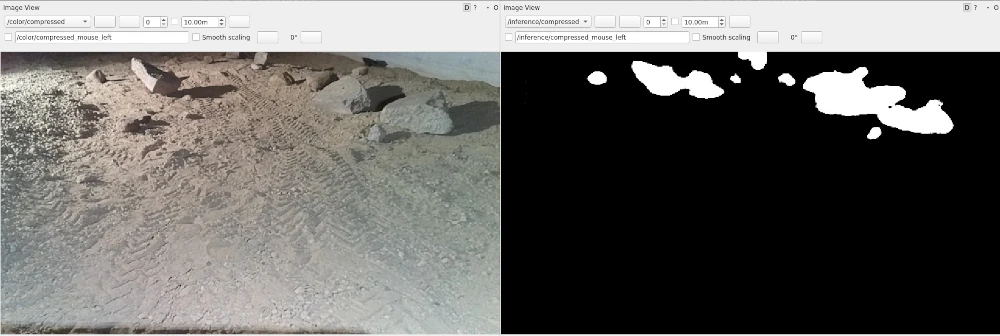 Image View
D ? - O
/color/compressed 0 10.00m
/color/compressed_mouse_left Smooth scaling 0°
Image View
D ? - O
/inference/compressed 0 10.00m
/inference/compressed_mouse_left Smooth scaling 0°